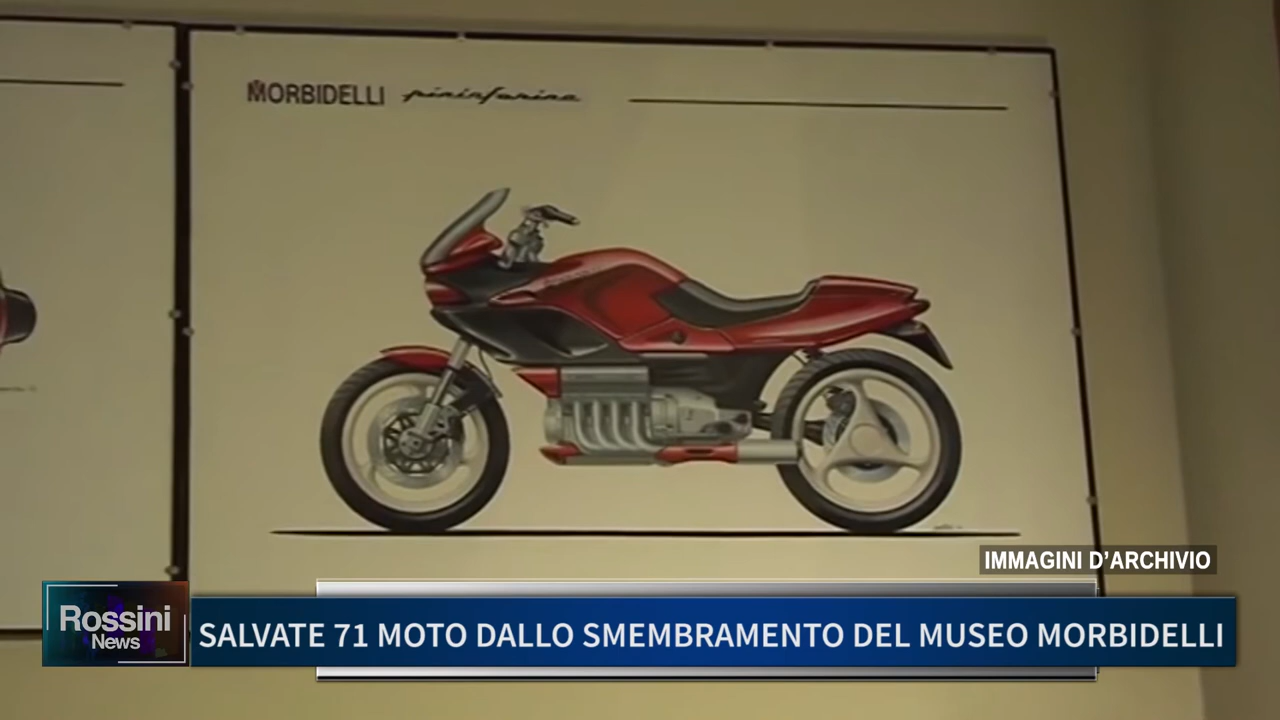 MORBIDELLI pininfarina
IMMAGINI D'ARCHIVIO
Rossini
News
SALVATE 71 MOTO DALLO SMEMBRAMENTO DEL MUSEO MORBIDELLI